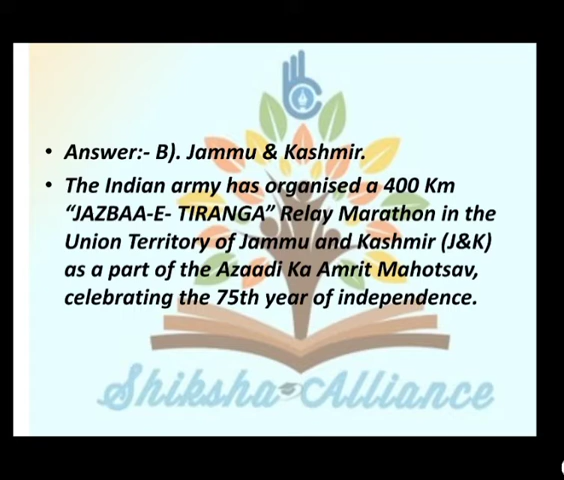 • Answer:- B). Jammu & Kashmir.
• The Indian army has organised a 400 Km
“JAZBAA-E- TIRANGA” Relay Marathon in the
Union Territory of Jammu and Kashmir (J&K)
as a part of the Azaadi Ka Amrit Mahotsav,
celebrating the 75th year of independence.
Shiksha Alliance